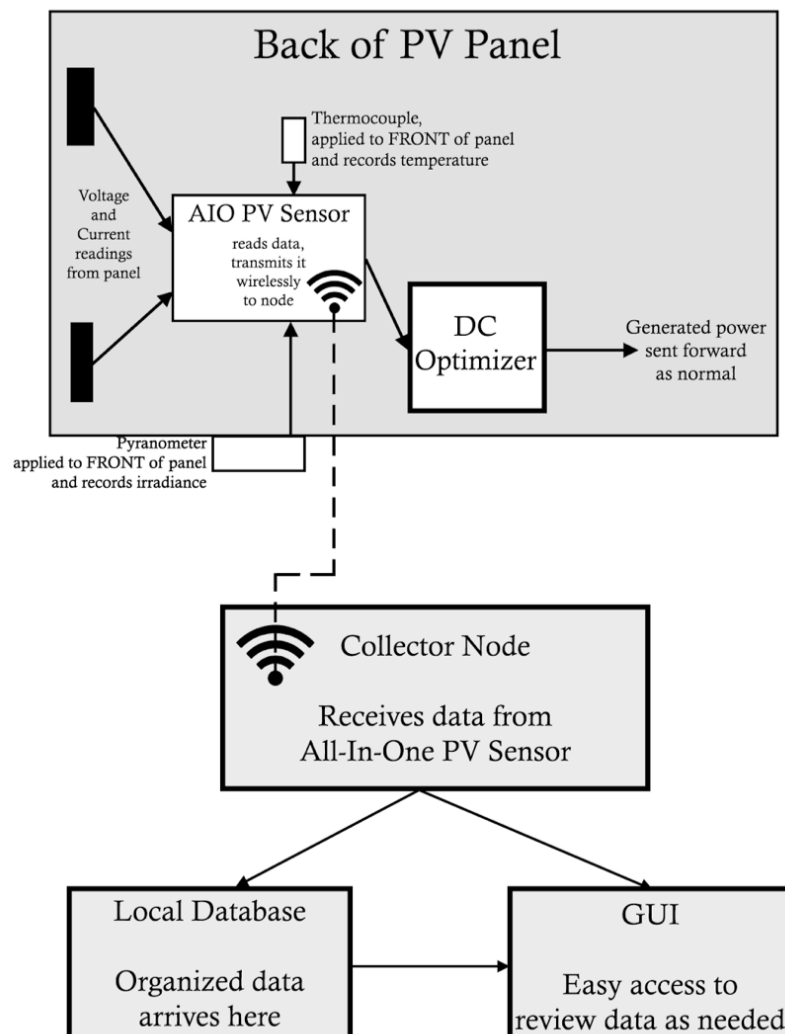 Back of PV Panel
Thermocouple,
applied to FRONT of panel
and records temperature
Voltage
and
Current
readings
from panel
AIO PV Sensor
reads data,
transmits it
wirelessly
to node
DC
Optimizer
Generated power
sent forward
as normal
Pyranometer
applied to FRONT of panel
and records irradiance
Collector Node
Receives data from
All-In-One PV Sensor
Local Database
Organized data
arrives here
GUI
Easy access to
review data as needed